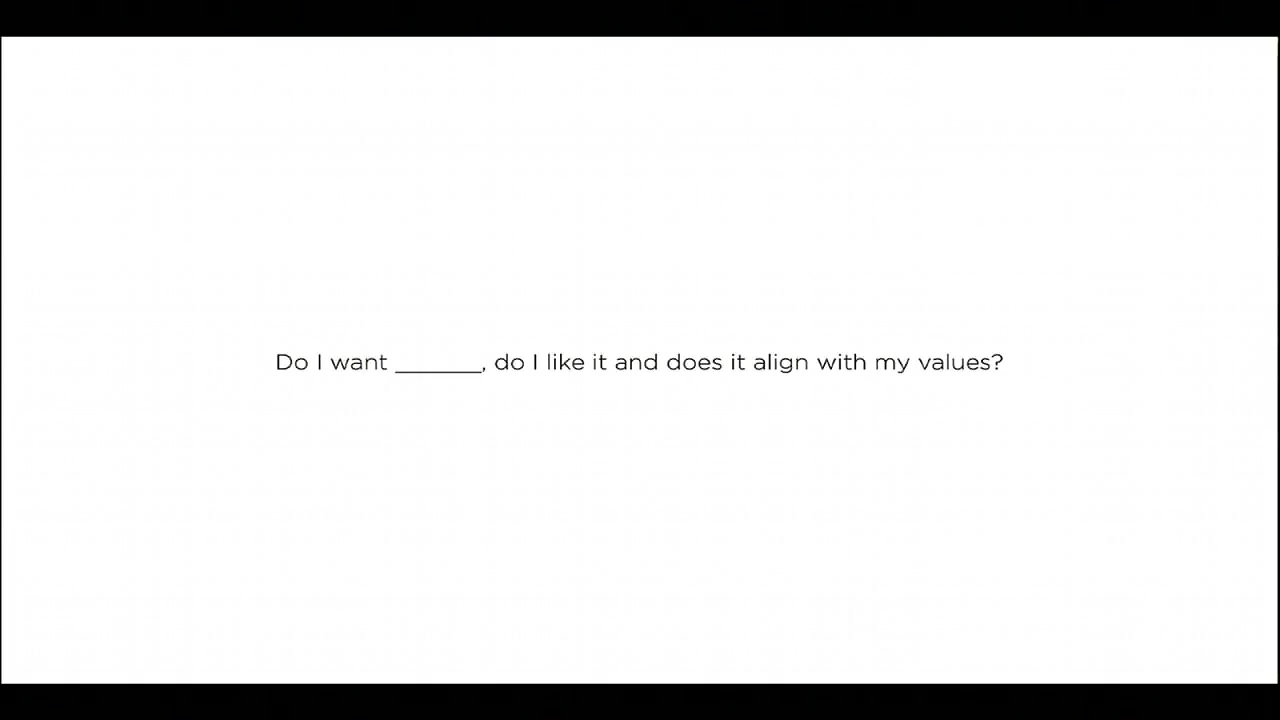 Do I want _______, do I like it and does it align with my values?